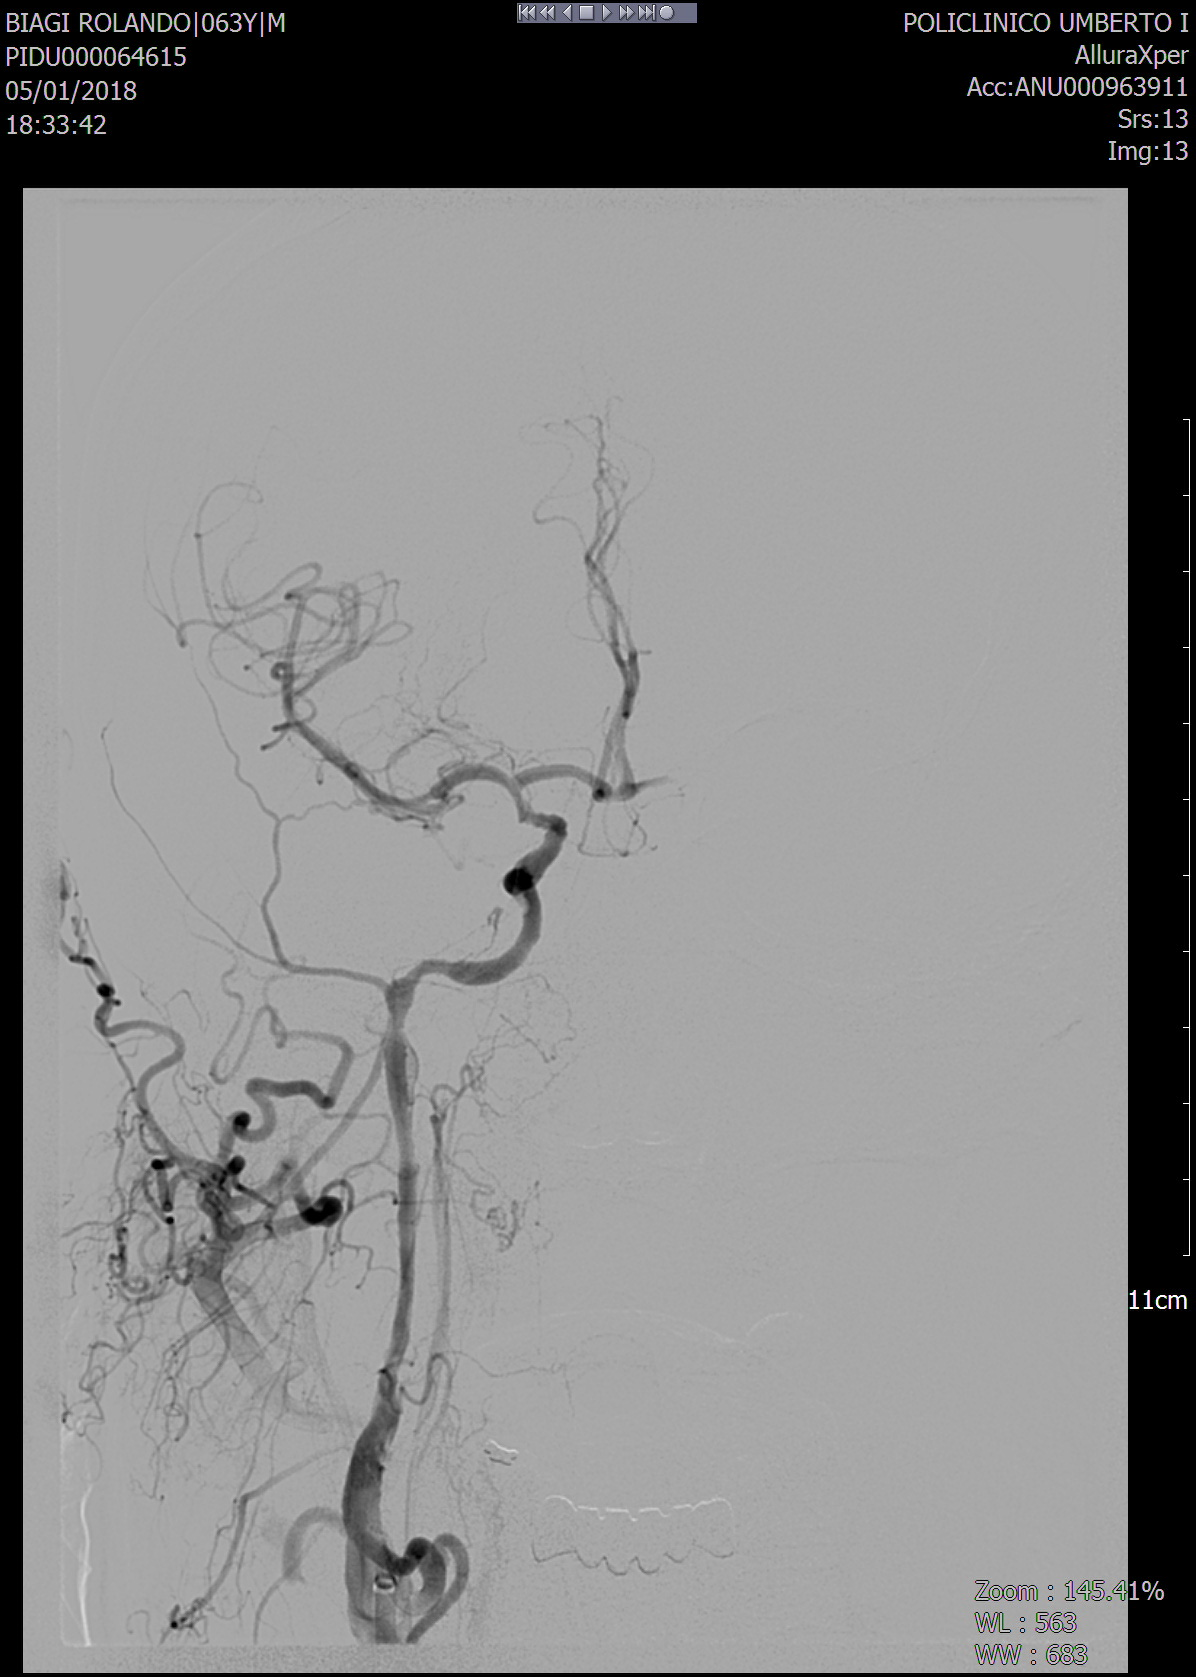 BIAGI ROLANDO|063Y|M
PIDU000064615
05/01/2018
18:33:42
POLICLINICO UMBERTO I
AlluraXper
Acc:ANU000963911
Srs:13
Img:13
11cm
Zoom : 145.41%
WL : 563
WW : 683